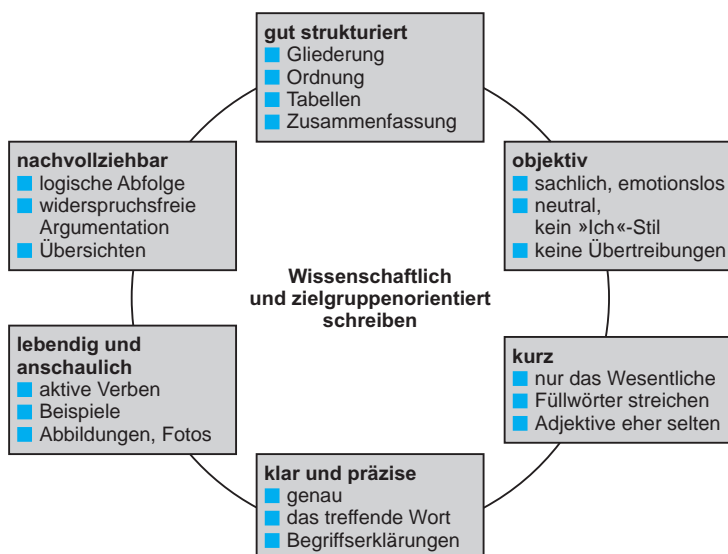 gut strukturiert
Gliederung
Ordnung
Tabellen
Zusammenfassung
nachvollziehbar
logische Abfolge
widerspruchsfreie
Argumentation
Übersichten
objektiv
sachlich, emotionslos
neutral,
kein »Ich«-Stil
keine Übertreibungen
Wissenschaftlich
und zielgruppenorientiert
schreiben
lebendig und
anschaulich
aktive Verben
Beispiele
Abbildungen, Fotos
kurz
nur das Wesentliche
Füllwörter streichen
Adjektive eher selten
klar und präzise
genau
das treffende Wort
Begriffserklärungen